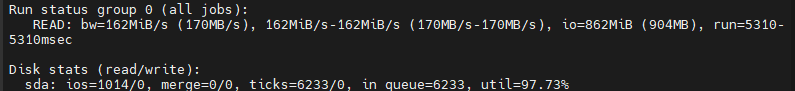 Run status group 0 (all jobs):
   READ: bw=162MiB/s (170MB/s), 162MiB/s-162MiB/s (170MB/s-170MB/s), io=862MiB (904MB), run=5310-
5310msec

Disk stats (read/write):
  sda: ios=1014/0, merge=0/0, ticks=6233/0, in_queue=6233, util=97.73%